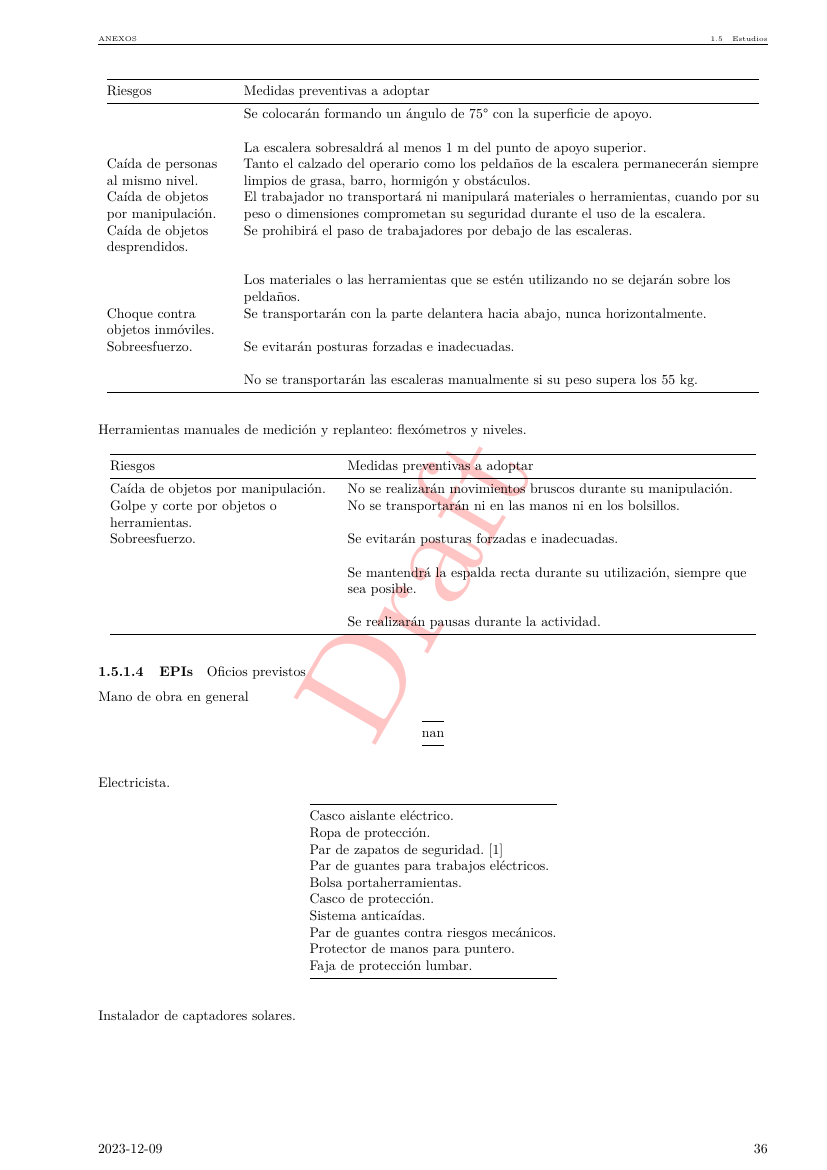 ANEXOS 1.5 Estudios
Riesgos Medidas preventivas a adoptar
Se colocarán formando un ángulo de 75° con la superficie de apoyo.
La escalera sobresaldrá al menos 1 m del punto de apoyo superior.
Caída de personas Tanto el calzado del operario como los peldaños de la escalera permanecerán siempre
al mismo nivel. limpios de grasa, barro, hormigón y obstáculos.
Caída de objetos El trabajador no transportará ni manipulará materiales o herramientas, cuando por su
por manipulación. peso o dimensiones comprometan su seguridad durante el uso de la escalera.
Caída de objetos Se prohibirá el paso de trabajadores por debajo de las escaleras.
desprendidos.
Los materiales o las herramientas que se estén utilizando no se dejarán sobre los
peldaños.
Choque contra Se transportarán con la parte delantera hacia abajo, nunca horizontalmente.
objetos inmóviles.
Sobreesfuerzo. Se evitarán posturas forzadas e inadecuadas.
No se transportarán las escaleras manualmente si su peso supera los 55 kg.
Herramientas manuales de medición y replanteo: flexómetros y niveles.
Riesgos Medidas preventivas a adoptar
Caída de objetos por manipulación. No se realizarán movimientos bruscos durante su manipulación.
Golpe y corte por objetos o No se transportarán ni en las manos ni en los bolsillos.
herramientas.
Sobreesfuerzo. Se evitarán posturas forzadas e inadecuadas.
Se mantendrá la espalda recta durante su utilización, siempre que
sea posible.
Se realizarán pausas durante la actividad.
Draft
1.5.1.4 EPIs Oficios previstos
Mano de obra en general
nan
Electricista.
Casco aislante eléctrico.
Ropa de protección.
Par de zapatos de seguridad. [1]
Par de guantes para trabajos eléctricos.
Bolsa portaherramientas.
Casco de protección.
Sistema anticaídas.
Par de guantes contra riesgos mecánicos.
Protector de manos para puntero.
Faja de protección lumbar.
Instalador de captadores solares.
2023-12-09 36